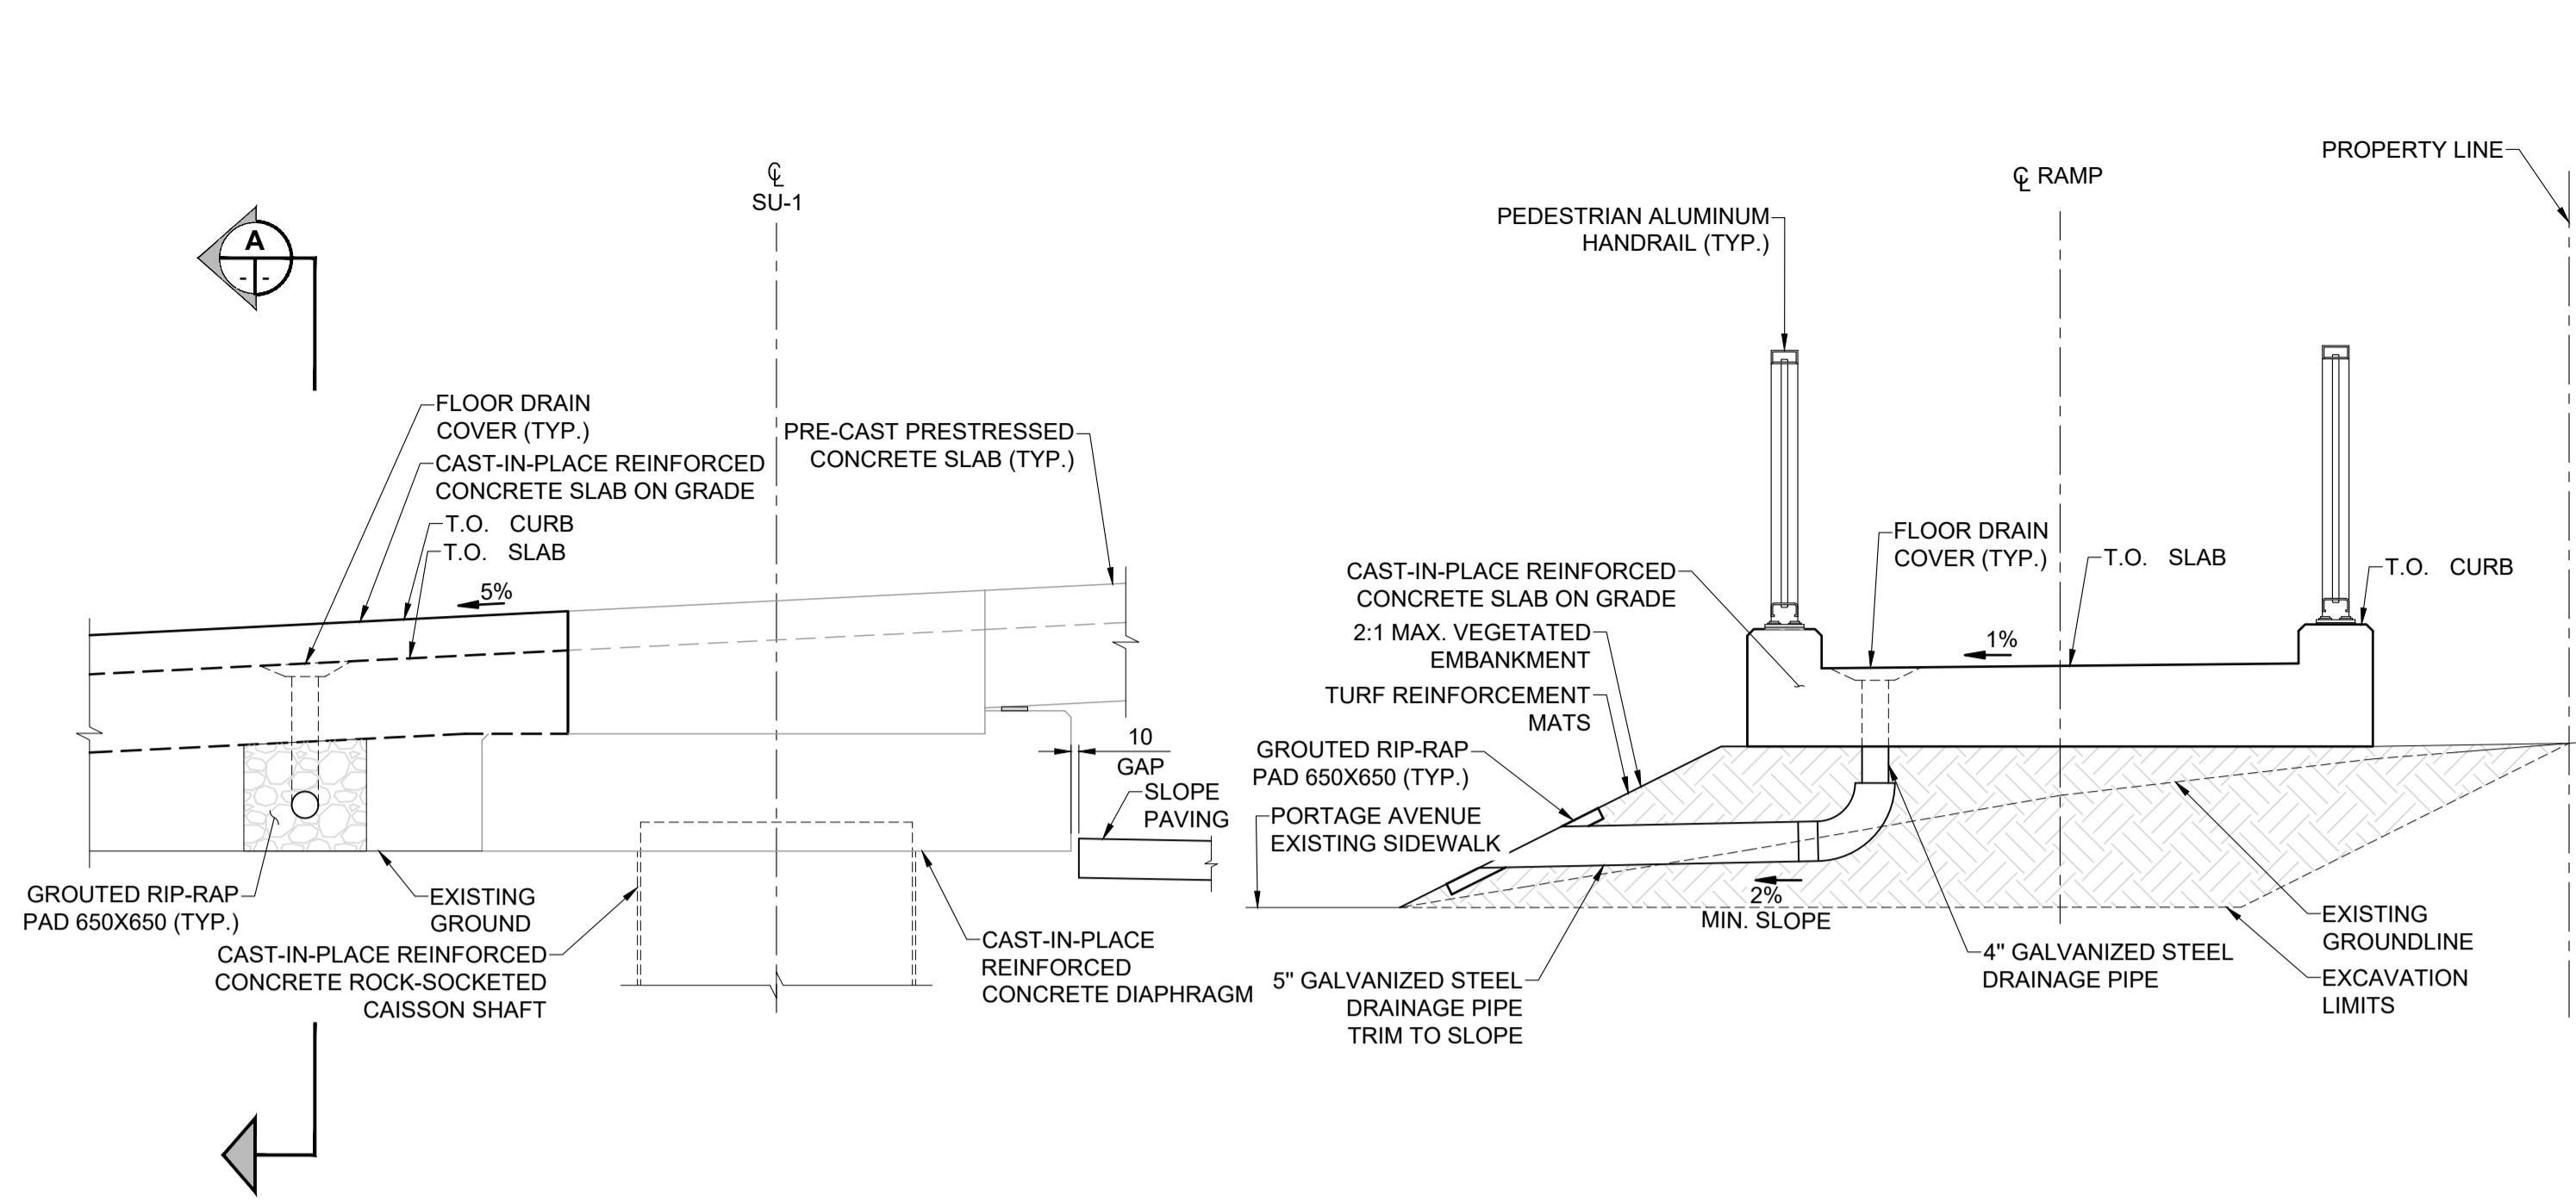 ℄
SU-1
A
- -
FLOOR DRAIN
COVER (TYP.)
CAST-IN-PLACE REINFORCED
CONCRETE SLAB ON GRADE
T.O. CURB
T.O. SLAB
5%
PRE-CAST PRESTRESSED
CONCRETE SLAB (TYP.)
10
GAP
SLOPE
PAVING
GROUTED RIP-RAP
PAD 650X650 (TYP.)
EXISTING
GROUND
CAST-IN-PLACE REINFORCED
CONCRETE ROCK-SOCKETED
CAISSON SHAFT
CAST-IN-PLACE
REINFORCED
CONCRETE DIAPHRAGM
PROPERTY LINE
℄ RAMP
PEDESTRIAN ALUMINUM
HANDRAIL (TYP.)
FLOOR DRAIN
COVER (TYP.)
T.O. SLAB
T.O. CURB
1%
CAST-IN-PLACE REINFORCED
CONCRETE SLAB ON GRADE
2:1 MAX. VEGETATED
EMBANKMENT
TURF REINFORCEMENT
MATS
GROUTED RIP-RAP
PAD 650X650 (TYP.)
PORTAGE AVENUE
EXISTING SIDEWALK
2%
MIN. SLOPE
5" GALVANIZED STEEL
DRAINAGE PIPE
TRIM TO SLOPE
4" GALVANIZED STEEL
DRAINAGE PIPE
EXISTING
GROUNDLINE
EXCAVATION
LIMITS